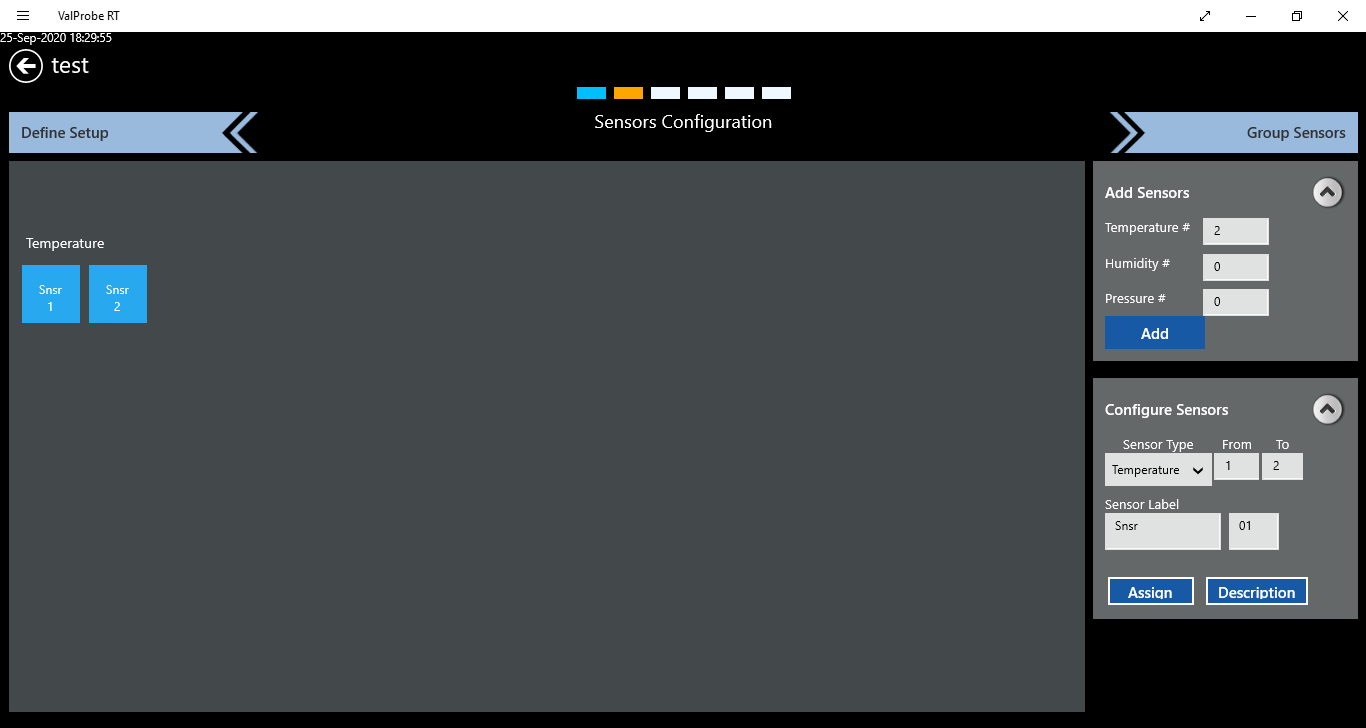 ValProbe RT
25-Sep-2020 18:29:55
test
Sensors Configuration
Define Setup
Group Sensors
Temperature
Snsr
1
Snsr
2
Add Sensors
Temperature # 2
Humidity # 0
Pressure # 0
Add
Configure Sensors
Sensor Type From To
Temperature 1 2
Sensor Label
Snsr 01
Assign Description